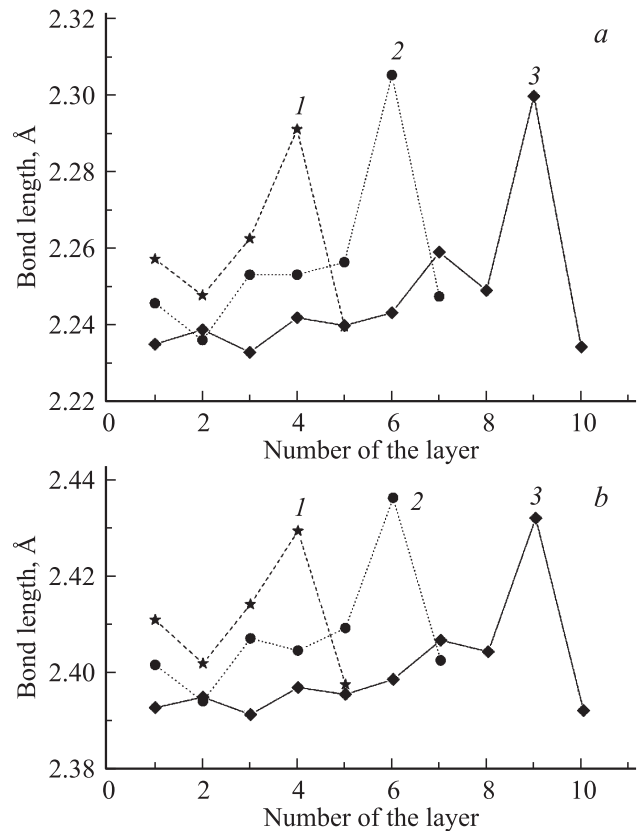 2.32
a
2
1
3
2.30
2.28
2.26
2.24
2.22
Bond length, Å
0 2 4 6 8 10
Number of the layer
2.44
1 2 3 b
2.42
2.40
2.38
Bond length, Å
0 2 4 6 8 10
Number of the layer